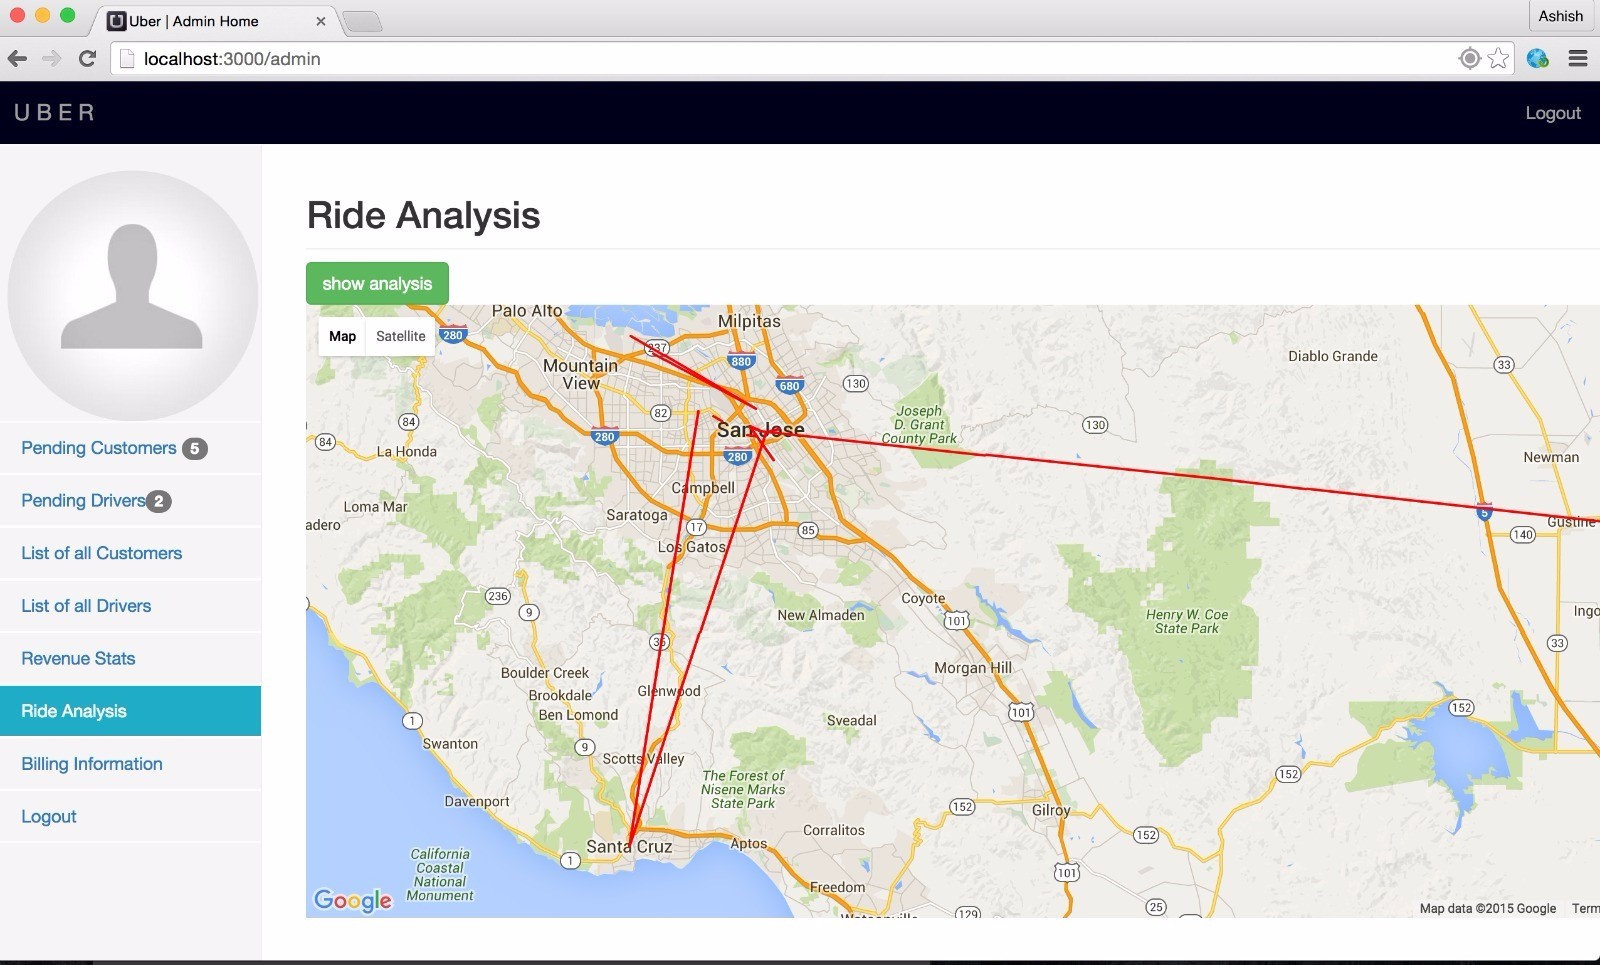 Uber | Admin Home
Ashish
localhost:3000/admin
UBER
Logout
Pending Customers 5
Pending Drivers 2
List of all Customers
List of all Drivers
Revenue Stats
Ride Analysis
Billing Information
Logout
Ride Analysis
show analysis
Map Satellite
Palo Alto
280
Milpitas
237
Mountain
View
880
680
130
Diablo Grande
33
84
82
Joseph
D. Grant
County Park
130
84
La Honda
280
San Jose
280
Newman
Campbell
Loma Mar
Saratoga
adero
17
85
5
Gustine
140
Los Gatos
236
9
New Almaden
Coyote
101
Henry W. Coe
State Park
Ingo
33
35
Boulder Creek
Morgan Hill
Brookdale
Glenwood
Ben Lomond
1
Sveadal
101
152
Swanton
9
Scotts Valley
The Forest of
Nisene Marks
State Park
152
Davenport
152
Gilroy
Corralitos
152
Santa Cruz
Aptos
1
California
Coastal
National
Monument
101
Freedom
Google
129
25
Map data ©2015 Google
Term